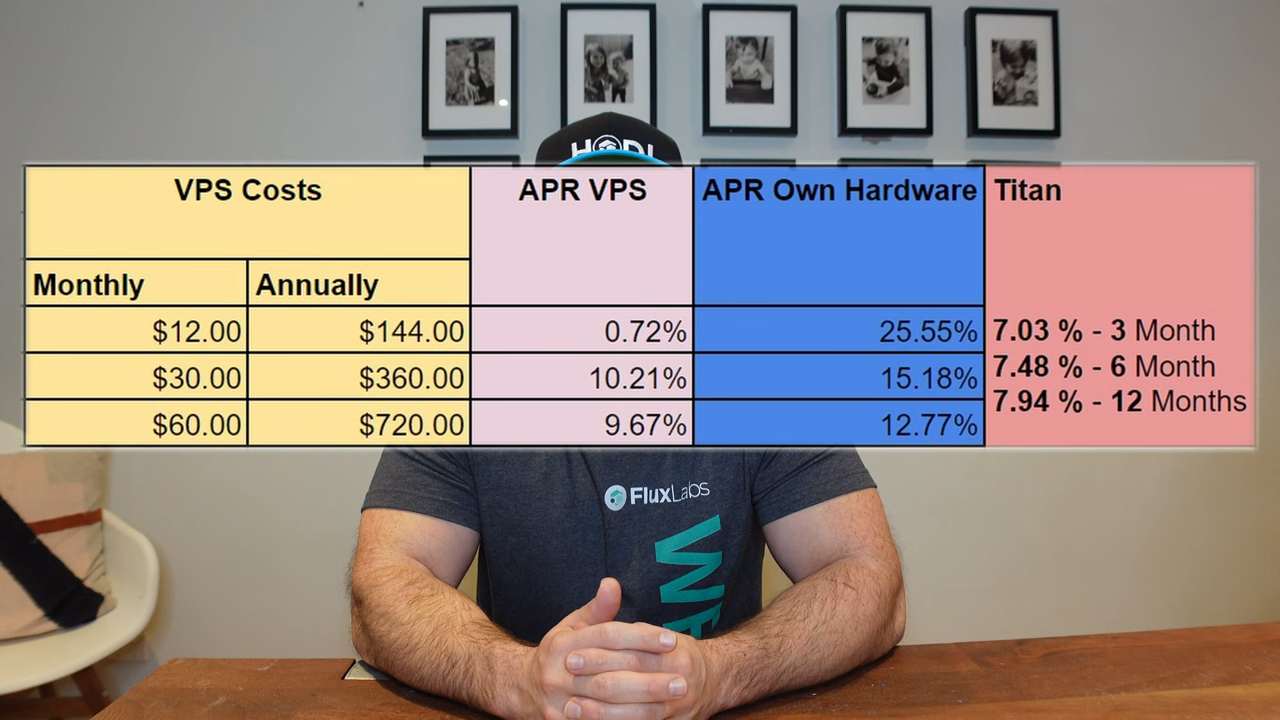 VPS Costs APR VPS APR Own Hardware Titan
Monthly Annually
$12.00 $144.00 0.72% 25.55% 7.03 % - 3 Month
$30.00 $360.00 10.21% 15.18% 7.48 % - 6 Month
$60.00 $720.00 9.67% 12.77% 7.94 % - 12 Months
FluxLabs